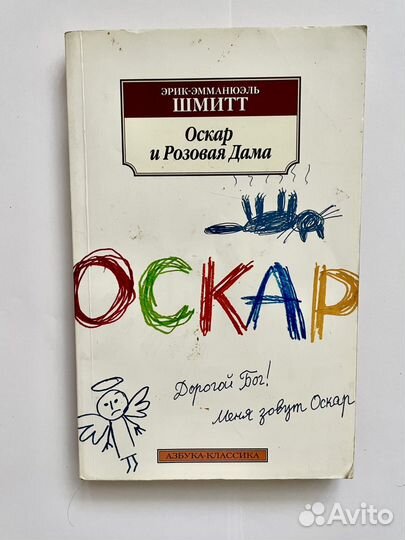 ЭРИК-ЭММАНЮЭЛЬ
ШМИТТ
Оскар
и Розовая Дама
ОСКАР
Дорогой Бог!
меня зовут Оскар
АЗБУКА-КЛАССИКА
Avito